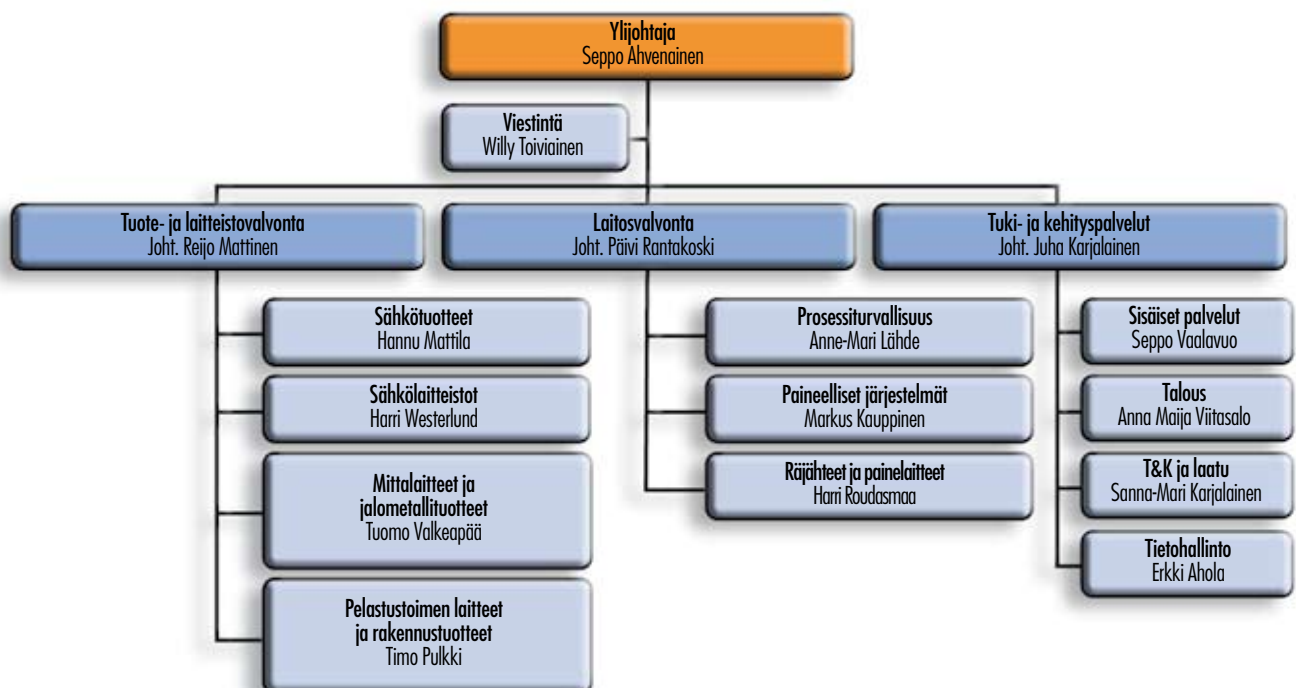 Ylijohtaja
Seppo Ahvenainen
Viestintä
Willy Toiviainen
Tuote- ja laitteistovalvonta
Joht. Reijo Mattinen
Laitosvalvonta
Joht. Päivi Rantakoski
Tuki- ja kehityspalvelut
Joht. Juha Karjalainen
Sähkötuotteet
Hannu Mattila
Sähkölaitteistot
Harri Westerlund
Mittalaitteet ja
jalometallituotteet
Tuomo Valkeapää
Pelastustoimen laitteet
ja rakennustuotteet
Timo Pulkki
Prosessiturvallisuus
Anne-Mari Lähde
Paineelliset järjestelmät
Markus Kauppinen
Räjähteet ja painelaitteet
Harri Roudasmaa
Sisäiset palvelut
Seppo Vaalavuo
Talous
Anna Maija Viitasalo
T&K ja laatu
Sanna-Mari Karjalainen
Tietohallinto
Erkki Ahola